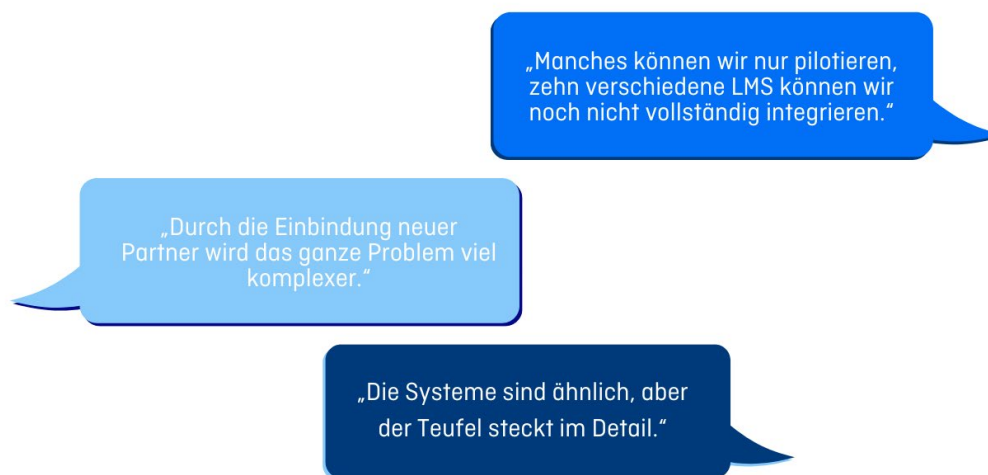 „Manches können wir nur pilotieren,
zehn verschiedene LMS können wir
noch nicht vollständig integrieren.“
„Durch die Einbindung neuer
Partner wird das ganze Problem viel
komplexer.“
„Die Systeme sind ähnlich, aber
der Teufel steckt im Detail.“